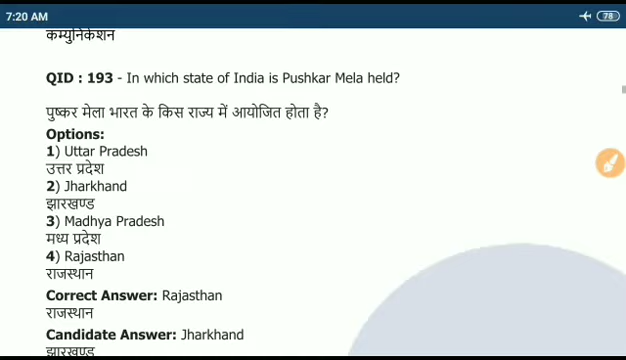 7:20 AM
78
कम्युनिकेशन
QID : 193 - In which state of India is Pushkar Mela held?
पुष्कर मेला भारत के किस राज्य में आयोजित होता है?
Options:
1) Uttar Pradesh
उत्तर प्रदेश
2) Jharkhand
झारखण्ड
3) Madhya Pradesh
मध्य प्रदेश
4) Rajasthan
राजस्थान
Correct Answer: Rajasthan
राजस्थान
Candidate Answer: Jharkhand
झारखण्ड